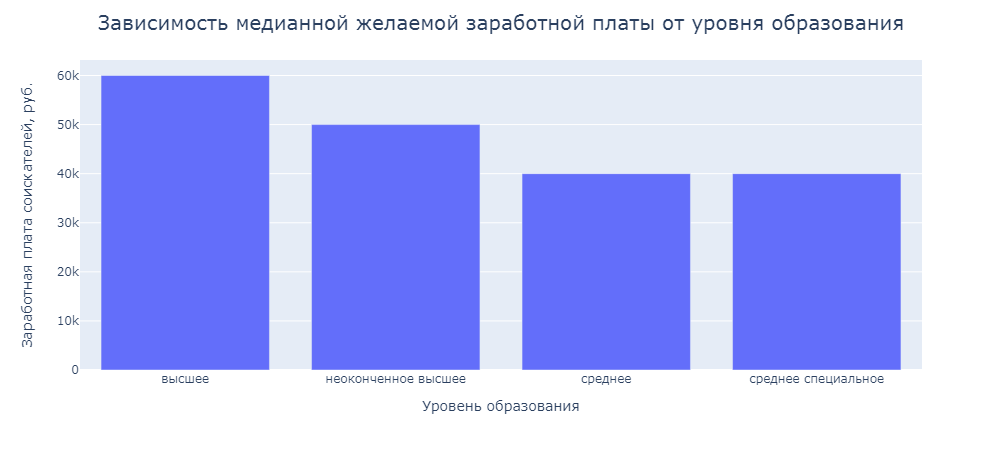 Зависимость медианной желаемой заработной платы от уровня образования
Заработная плата соискателей, руб.
60k
50k
40k
30k
20k
10k
0
высшее
неоконченное высшее
среднее
среднее специальное
Уровень образования